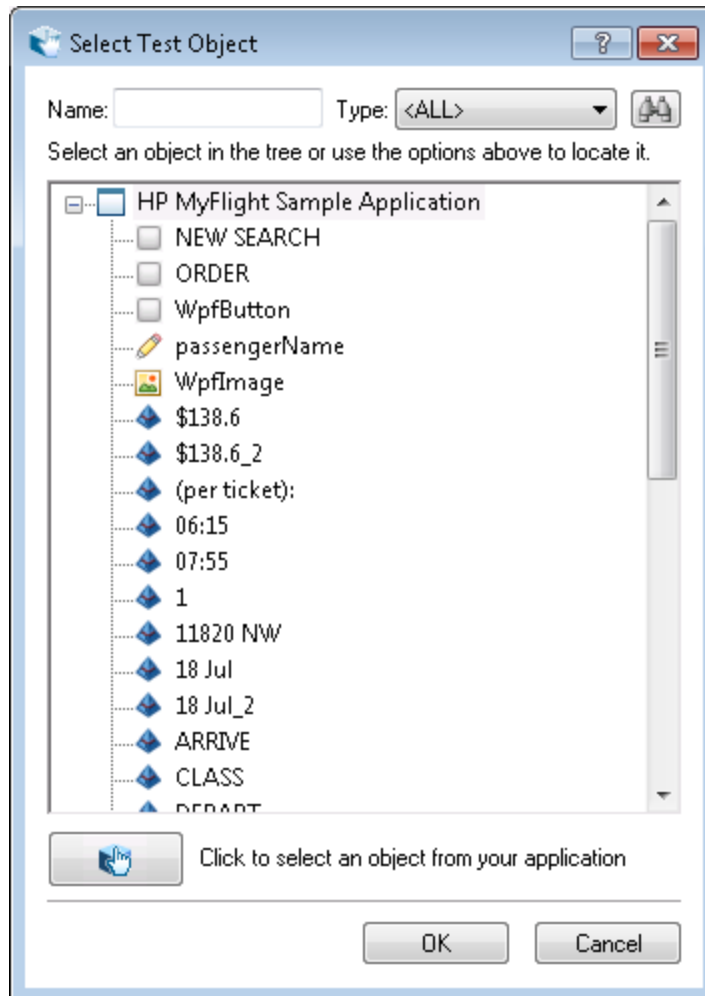 Select Test Object
Name: Type: <ALL>
Select an object in the tree or use the options above to locate it.
HP MyFlight Sample Application
NEW SEARCH
ORDER
WpfButton
passengerName
WpfImage
$138.6
$138.6_2
(per ticket):
06:15
07:55
1
11820 NW
18 Jul
18 Jul_2
ARRIVE
CLASS
DEPART
Click to select an object from your application
OK Cancel